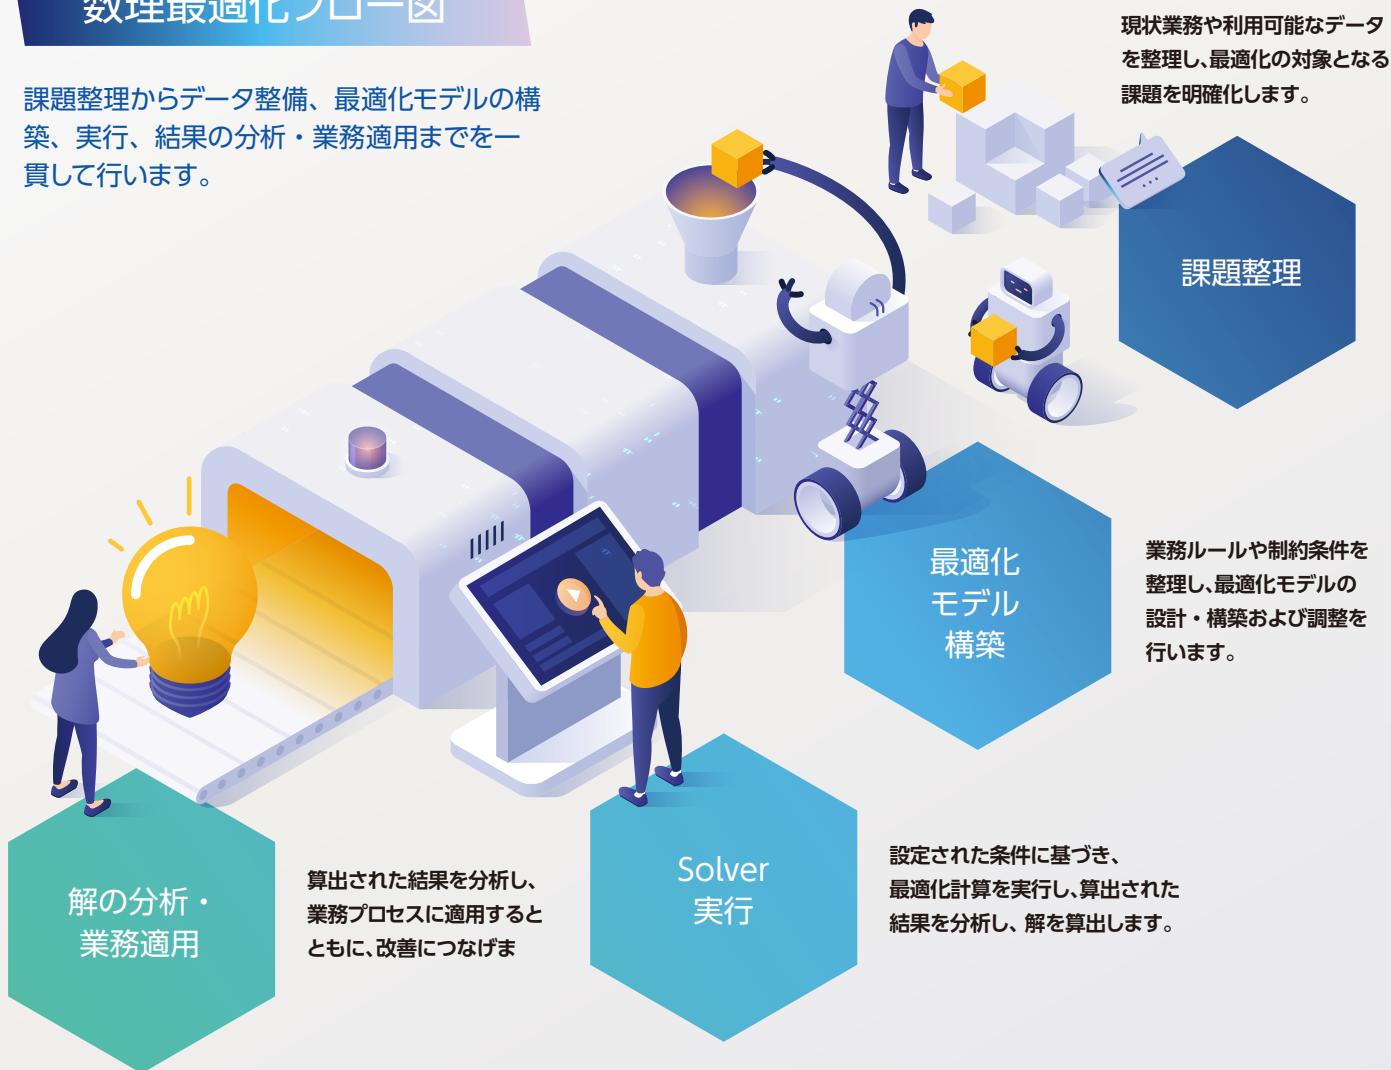 数理最適化フロー図
課題整理からデータ整備、最適化モデルの構
築、実行、結果の分析・業務適用までを一
貫して行います。
現状業務や利用可能なデータ
を整理し、最適化の対象となる
課題を明確化します。
課題整理
最適化
モデル
構築
業務ルールや制約条件を
整理し、最適化モデルの
設計・構築および調整を
行います。
Solver
実行
設定された条件に基づき、
最適化計算を実行し、算出された
結果を分析し、解を算出します。
解の分析・
業務適用
算出された結果を分析し、
業務プロセスに適用すると
ともに、改善につなげま